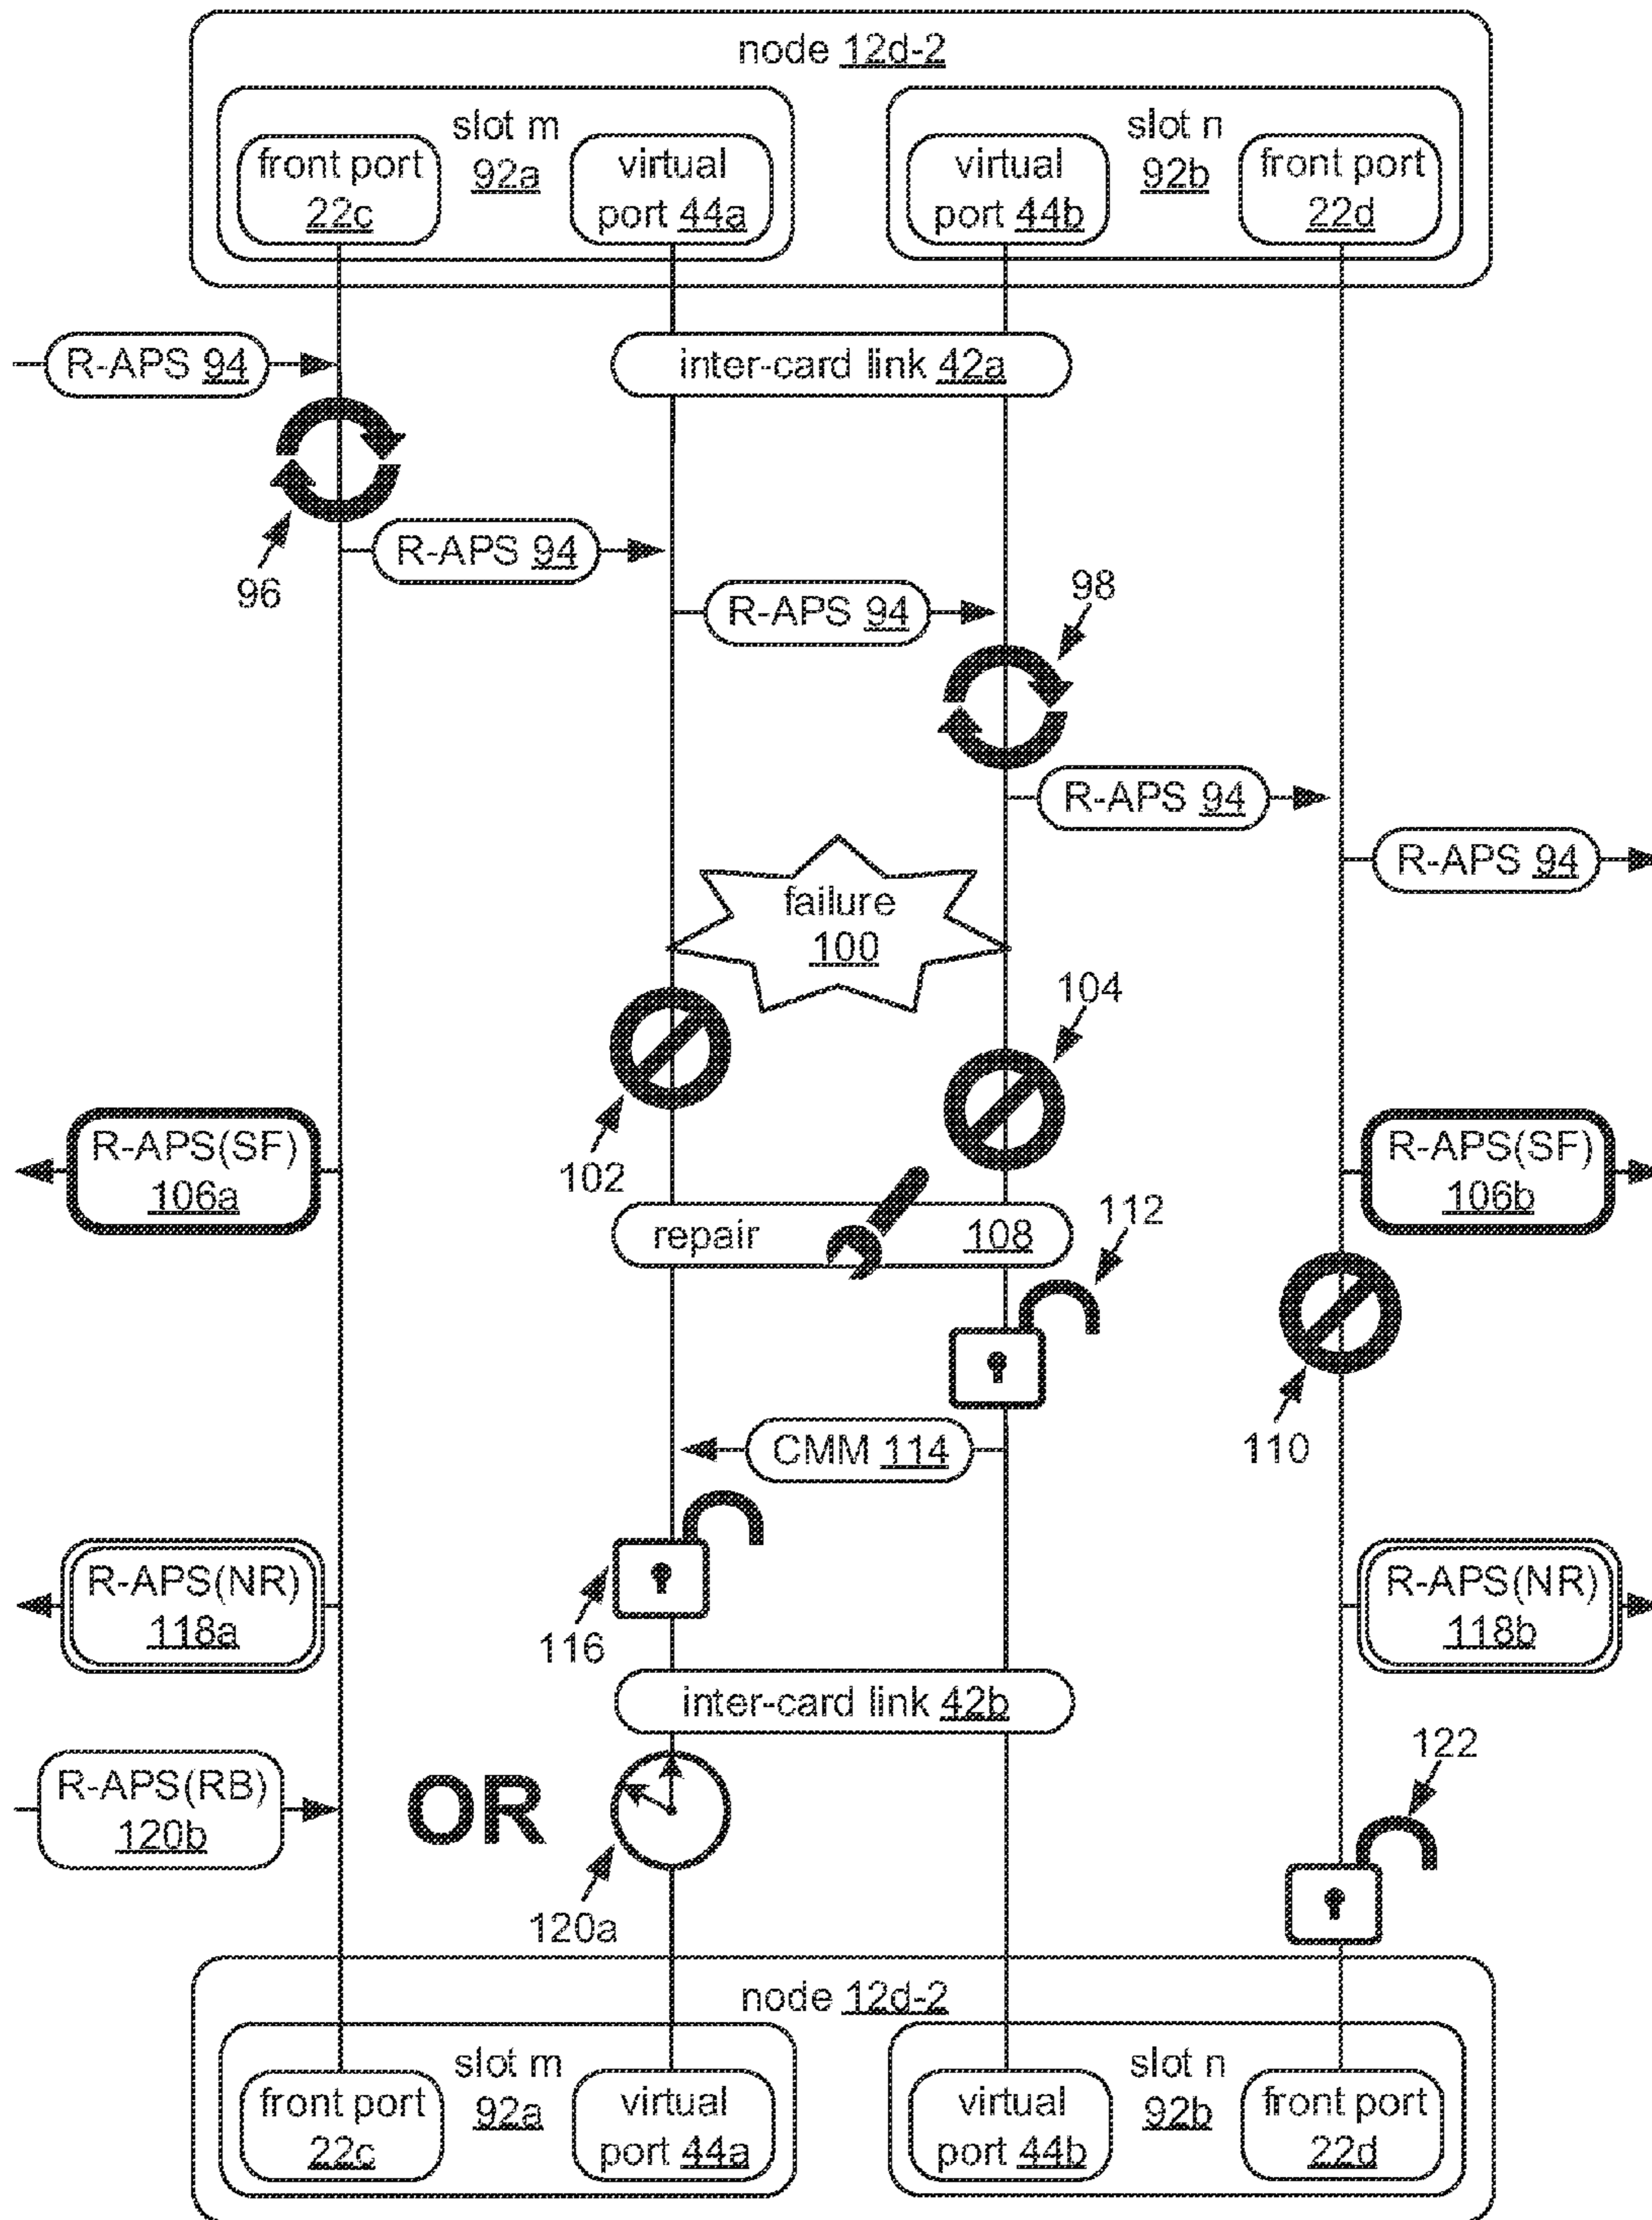 node 12d-2
slot m
92a
front port
22c
virtual
port 44a
slot n
92b
virtual
port 44b
front port
22d
R-APS 94
inter-card link 42a
96
R-APS 94
R-APS 94
98
R-APS 94
R-APS 94
failure
100
102
104
R-APS(SF)
106a
R-APS(SF)
106b
repair 108
112
110
CMM 114
116
R-APS(NR)
118a
R-APS(NR)
118b
inter-card link 42b
R-APS(RB)
120b
OR
120a
122
node 12d-2
slot m
92a
front port
22c
virtual
port 44a
slot n
92b
virtual
port 44b
front port
22d